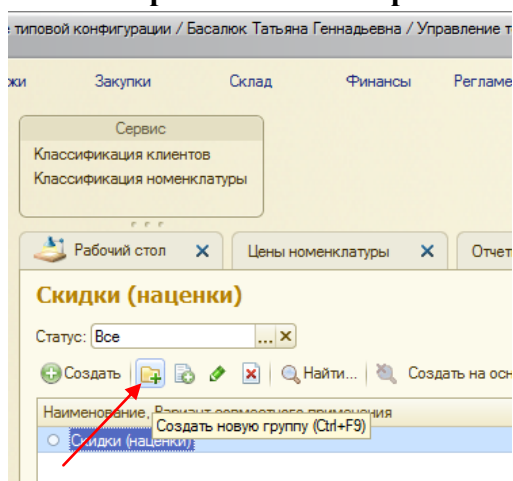 типовой конфигурации / Басалюк Татьяна Геннадьевна / Управление т
жи Закупки Склад Финансы Регламе
Сервис
Классификация клиентов
Классификация номенклатуры
Рабочий стол Цены номенклатуры Отчет
Скидки (наценки)
Статус: Все ...
Создать Найти... Создать на осн
Наименование, Вариант совместного применения
Создать новую группу (Ctrl+F9)
Скидки (наценки)